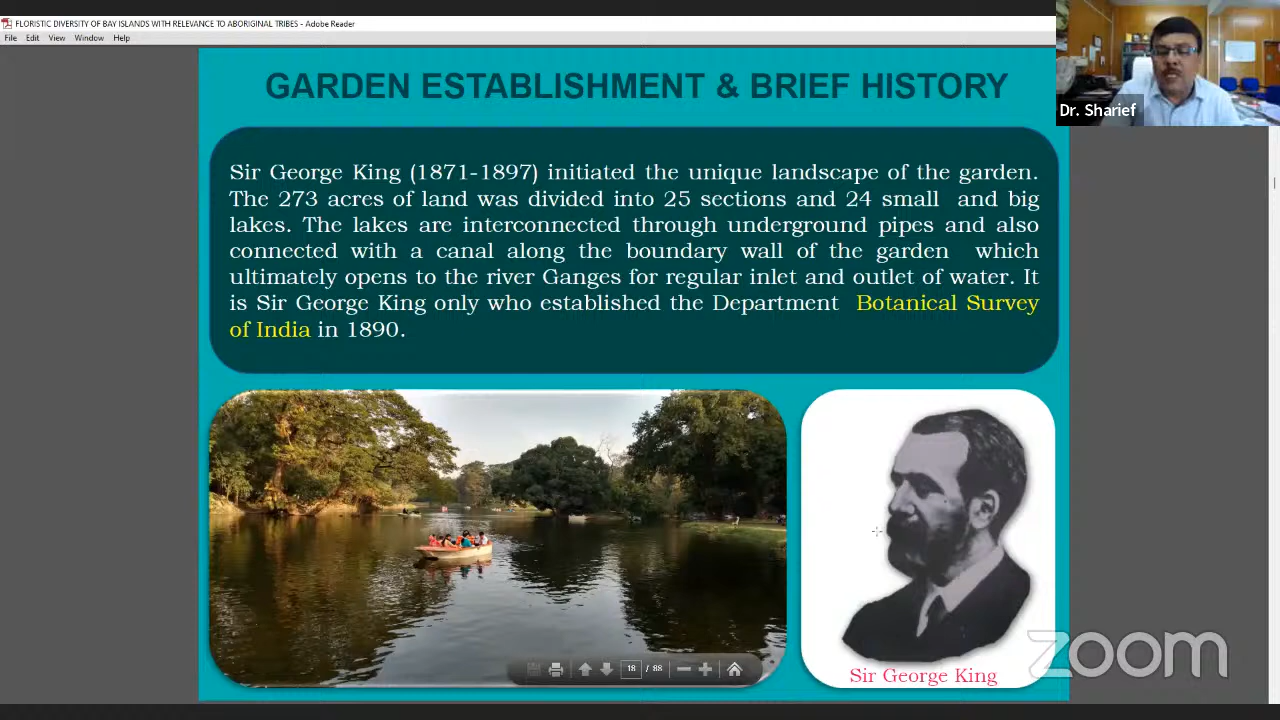 FLORISTIC DIVERSITY OF BAY ISLANDS WITH RELEVANCE TO ABORIGINAL TRIBES - Adobe Reader
File Edit View Window Help
GARDEN ESTABLISHMENT & BRIEF HISTORY
Dr. Sharief
Sir George King (1871-1897) initiated the unique landscape of the garden.
The 273 acres of land was divided into 25 sections and 24 small and big
lakes. The lakes are interconnected through underground pipes and also
connected with a canal along the boundary wall of the garden which
ultimately opens to the river Ganges for regular inlet and outlet of water. It
is Sir George King only who established the Department Botanical Survey
of India in 1890.
18 / 88
Sir George King
zoom